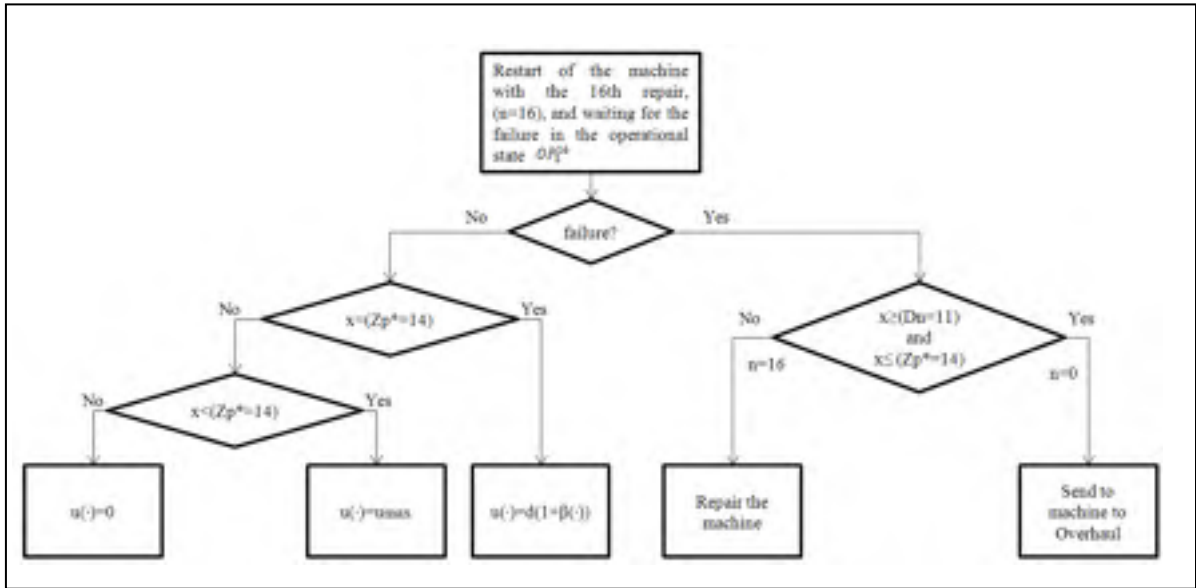 Restart of the machine
with the 16th repair,
(n=16), and waiting for the
failure in the operational
state
No
failure?
Yes
No
x=(Zp*=14)
Yes
No
x≥(Dn=11)
and
x≤(Zp*=14)
Yes
n=16
n=0
No
x<(Zp*=14)
Yes
u(·)=0
u(·)=umax
u(·)=d(1+β(·))
Repair the
machine
Send to
machine to
Overhaul